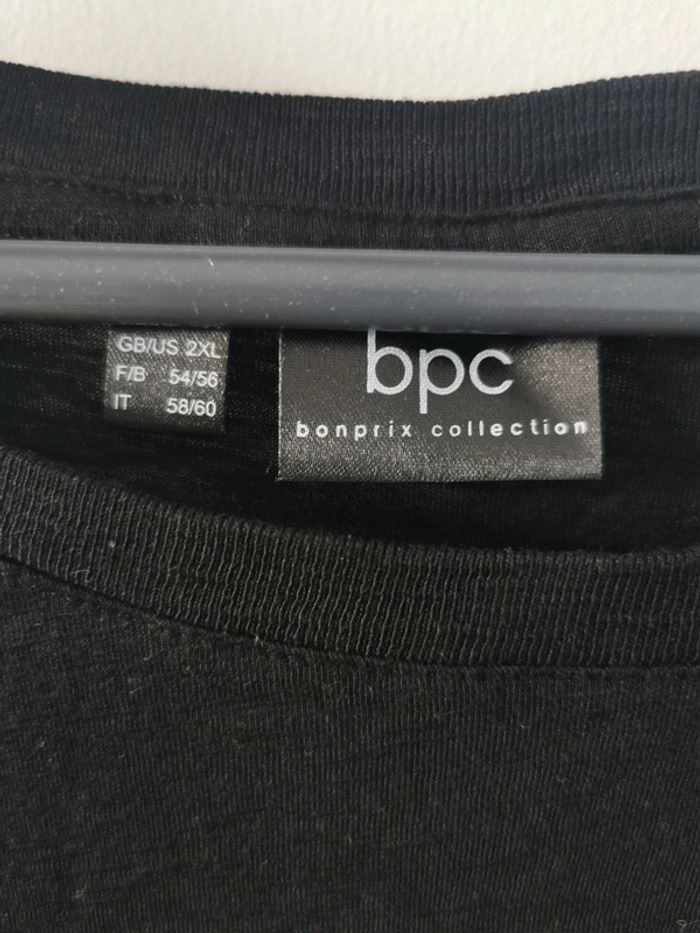 GB/US 2XL
F/B 54/56
IT 58/60
bpc
bonprix collection